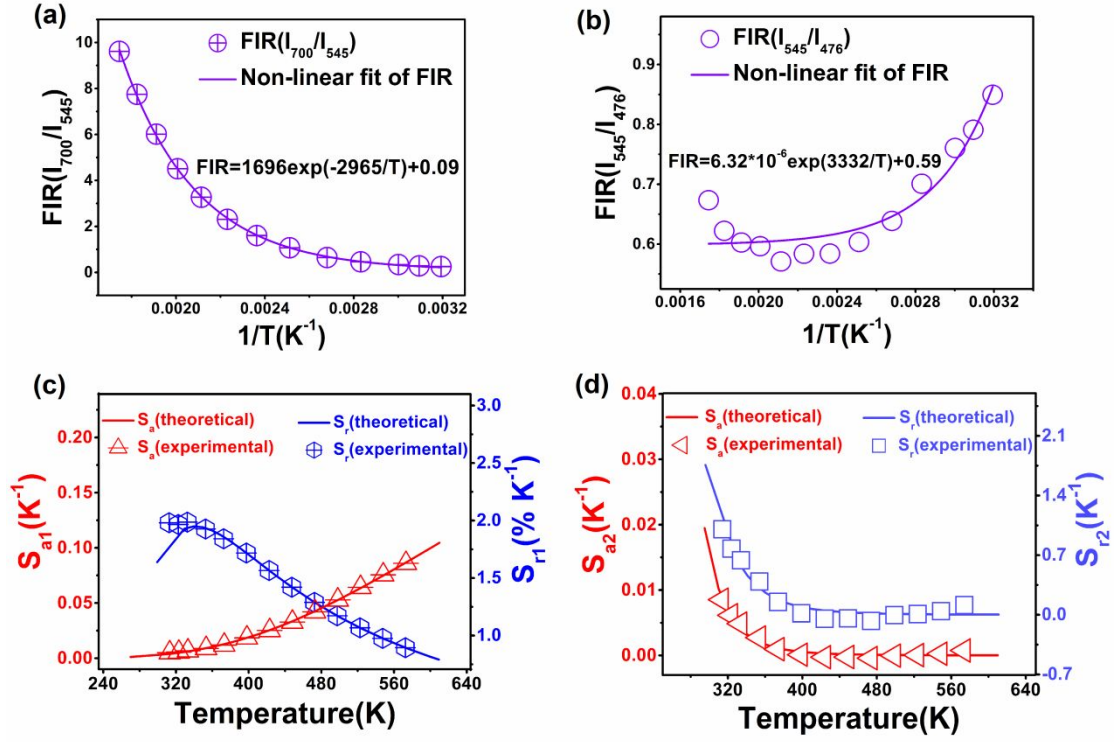 (a)
FIR(I700/I545)
Non-linear fit of FIR
FIR=1696exp(-2965/T)+0.09
FIR(I700/I545)
10
8
6
4
2
0
0.0020 0.0024 0.0028 0.0032
1/T(K-1)
(b)
FIR(I545/I476)
Non-linear fit of FIR
FIR=6.32*10-6exp(3332/T)+0.59
FIR(I545/I476)
0.9
0.8
0.7
0.6
0.0016 0.0020 0.0024 0.0028 0.0032
1/T(K-1)
(c)
Sa(theoretical) Sr(theoretical)
Sa(experimental) Sr(experimental)
Sa1(K-1)
0.20
0.15
0.10
0.05
0.00
Sr1(% K-1)
3.0
2.5
2.0
1.5
1.0
240 320 400 480 560 640
Temperature(K)
(d)
Sa(theoretical) Sr(theoretical)
Sa(experimental) Sr(experimental)
Sa2(K-1)
0.04
0.03
0.02
0.01
0.00
Sr2(% K-1)
2.1
1.4
0.7
0.0
-0.7
320 400 480 560 640
Temperature(K)